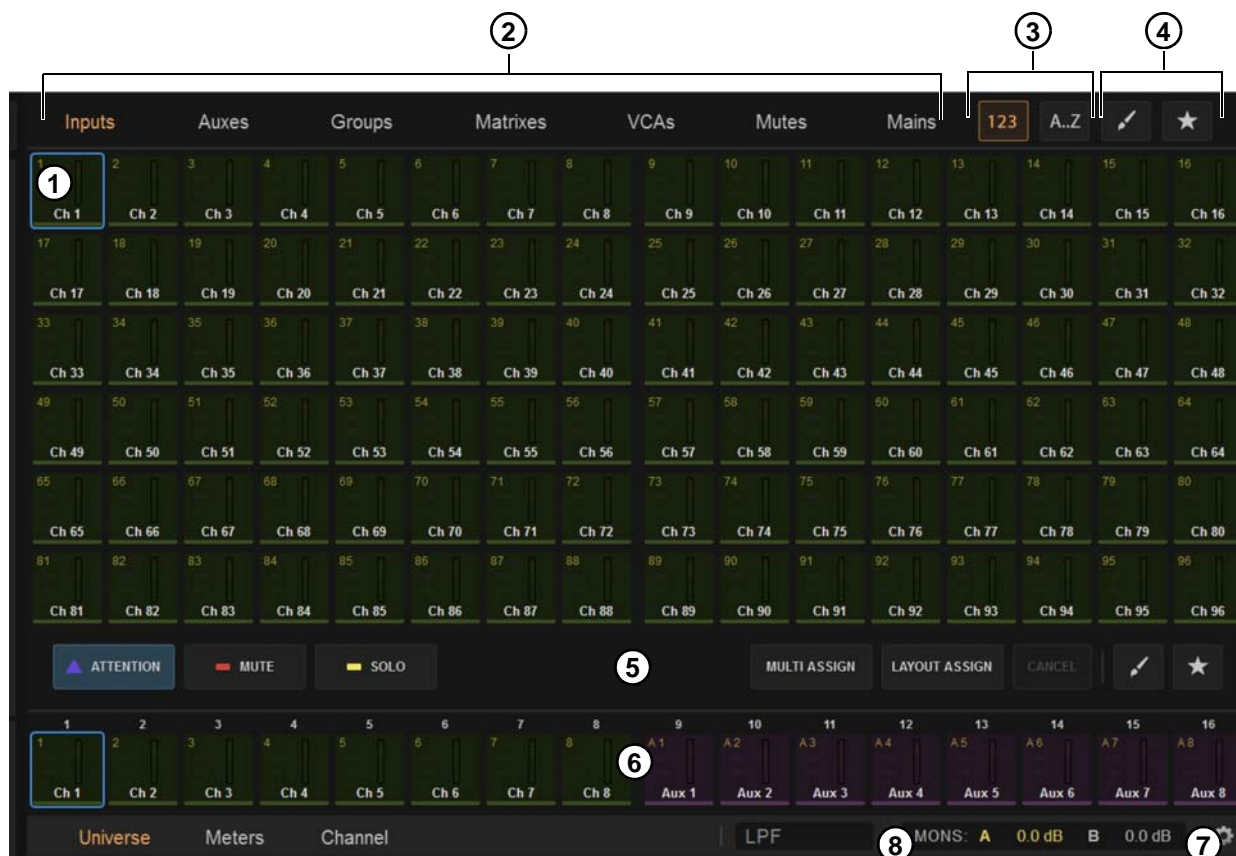 2 3 4
Inputs Auxes Groups Matrixes VCAs Mutes Mains 123 A..Z
1 2 3 4 5 6 7 8 9 10 11 12 13 14 15 16
1
Ch 1 Ch 2 Ch 3 Ch 4 Ch 5 Ch 6 Ch 7 Ch 8 Ch 9 Ch 10 Ch 11 Ch 12 Ch 13 Ch 14 Ch 15 Ch 16
17 18 19 20 21 22 23 24 25 26 27 28 29 30 31 32
Ch 17 Ch 18 Ch 19 Ch 20 Ch 21 Ch 22 Ch 23 Ch 24 Ch 25 Ch 26 Ch 27 Ch 28 Ch 29 Ch 30 Ch 31 Ch 32
33 34 35 36 37 38 39 40 41 42 43 44 45 46 47 48
Ch 33 Ch 34 Ch 35 Ch 36 Ch 37 Ch 38 Ch 39 Ch 40 Ch 41 Ch 42 Ch 43 Ch 44 Ch 45 Ch 46 Ch 47 Ch 48
49 50 51 52 53 54 55 56 57 58 59 60 61 62 63 64
Ch 49 Ch 50 Ch 51 Ch 52 Ch 53 Ch 54 Ch 55 Ch 56 Ch 57 Ch 58 Ch 59 Ch 60 Ch 61 Ch 62 Ch 63 Ch 64
65 66 67 68 69 70 71 72 73 74 75 76 77 78 79 80
Ch 65 Ch 66 Ch 67 Ch 68 Ch 69 Ch 70 Ch 71 Ch 72 Ch 73 Ch 74 Ch 75 Ch 76 Ch 77 Ch 78 Ch 79 Ch 80
81 82 83 84 85 86 87 88 89 90 91 92 93 94 95 96
Ch 81 Ch 82 Ch 83 Ch 84 Ch 85 Ch 86 Ch 87 Ch 88 Ch 89 Ch 90 Ch 91 Ch 92 Ch 93 Ch 94 Ch 95 Ch 96
ATTENTION MUTE SOLO 5 MULTI ASSIGN LAYOUT ASSIGN CANCEL
1 2 3 4 5 6 7 8 9 10 11 12 13 14 15 16
1 2 3 4 5 6 7 8 A 1 A 2 A 3 A 4 A 5 A 6 A 7 A 8
6
Ch 1 Ch 2 Ch 3 Ch 4 Ch 5 Ch 6 Ch 7 Ch 8 Aux 1 Aux 2 Aux 3 Aux 4 Aux 5 Aux 6 Aux 7 Aux 8
Universe Meters Channel LPF 8 MONS: A 0.0 dB B 0.0 dB 7